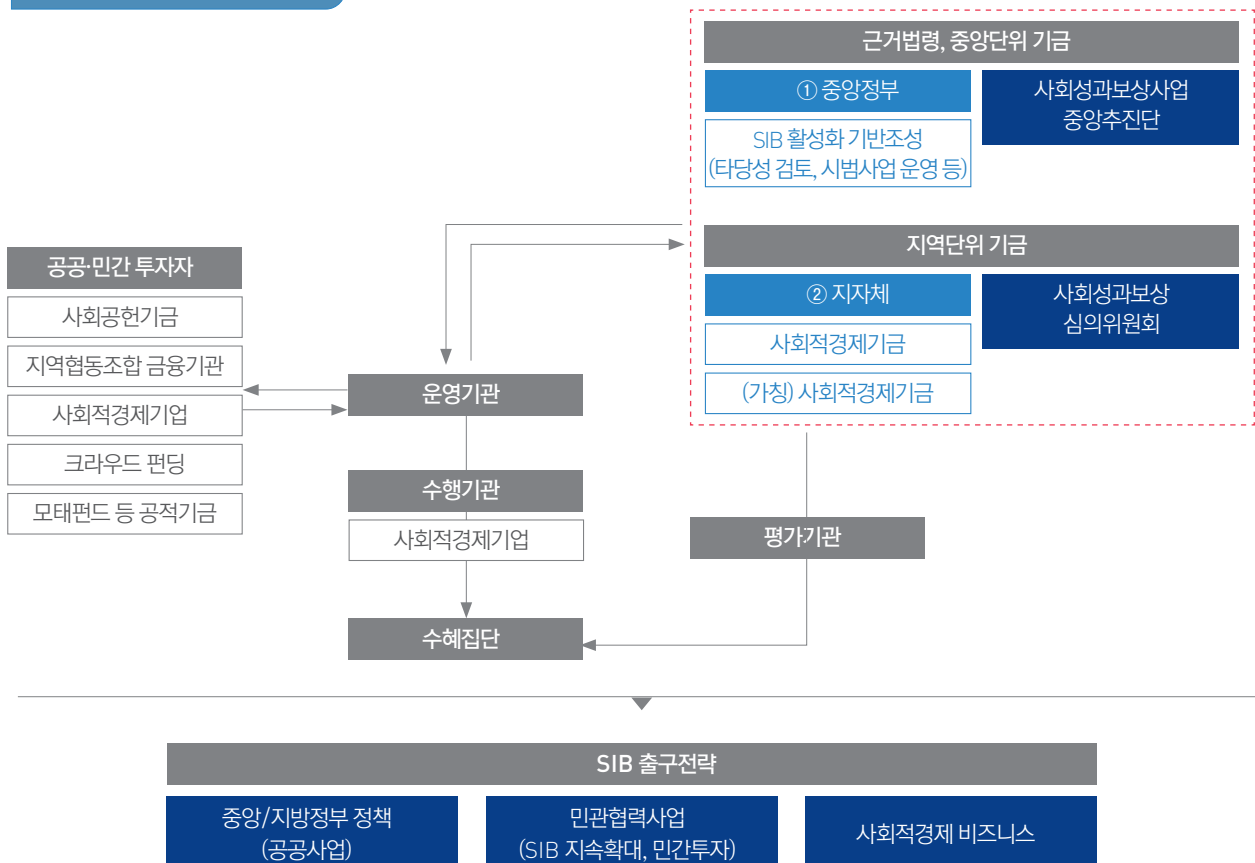 근거법령, 중앙단위 기금
① 중앙정부
사회성과보상사업
중앙추진단
SIB 활성화 기반조성
(타당성 검토, 시범사업 운영 등)
지역단위 기금
② 지자체
사회성과보상
심의위원회
사회적경제기금
(가칭) 사회적경제기금
공공·민간 투자자
사회공헌기금
지역협동조합 금융기관
사회적경제기업
크라우드 펀딩
모태펀드 등 공적기금
운영기관
수행기관
사회적경제기업
평가기관
수혜집단
SIB 출구전략
중앙/지방정부 정책
(공공사업)
민관협력사업
(SIB 지속확대, 민간투자)
사회적경제 비즈니스